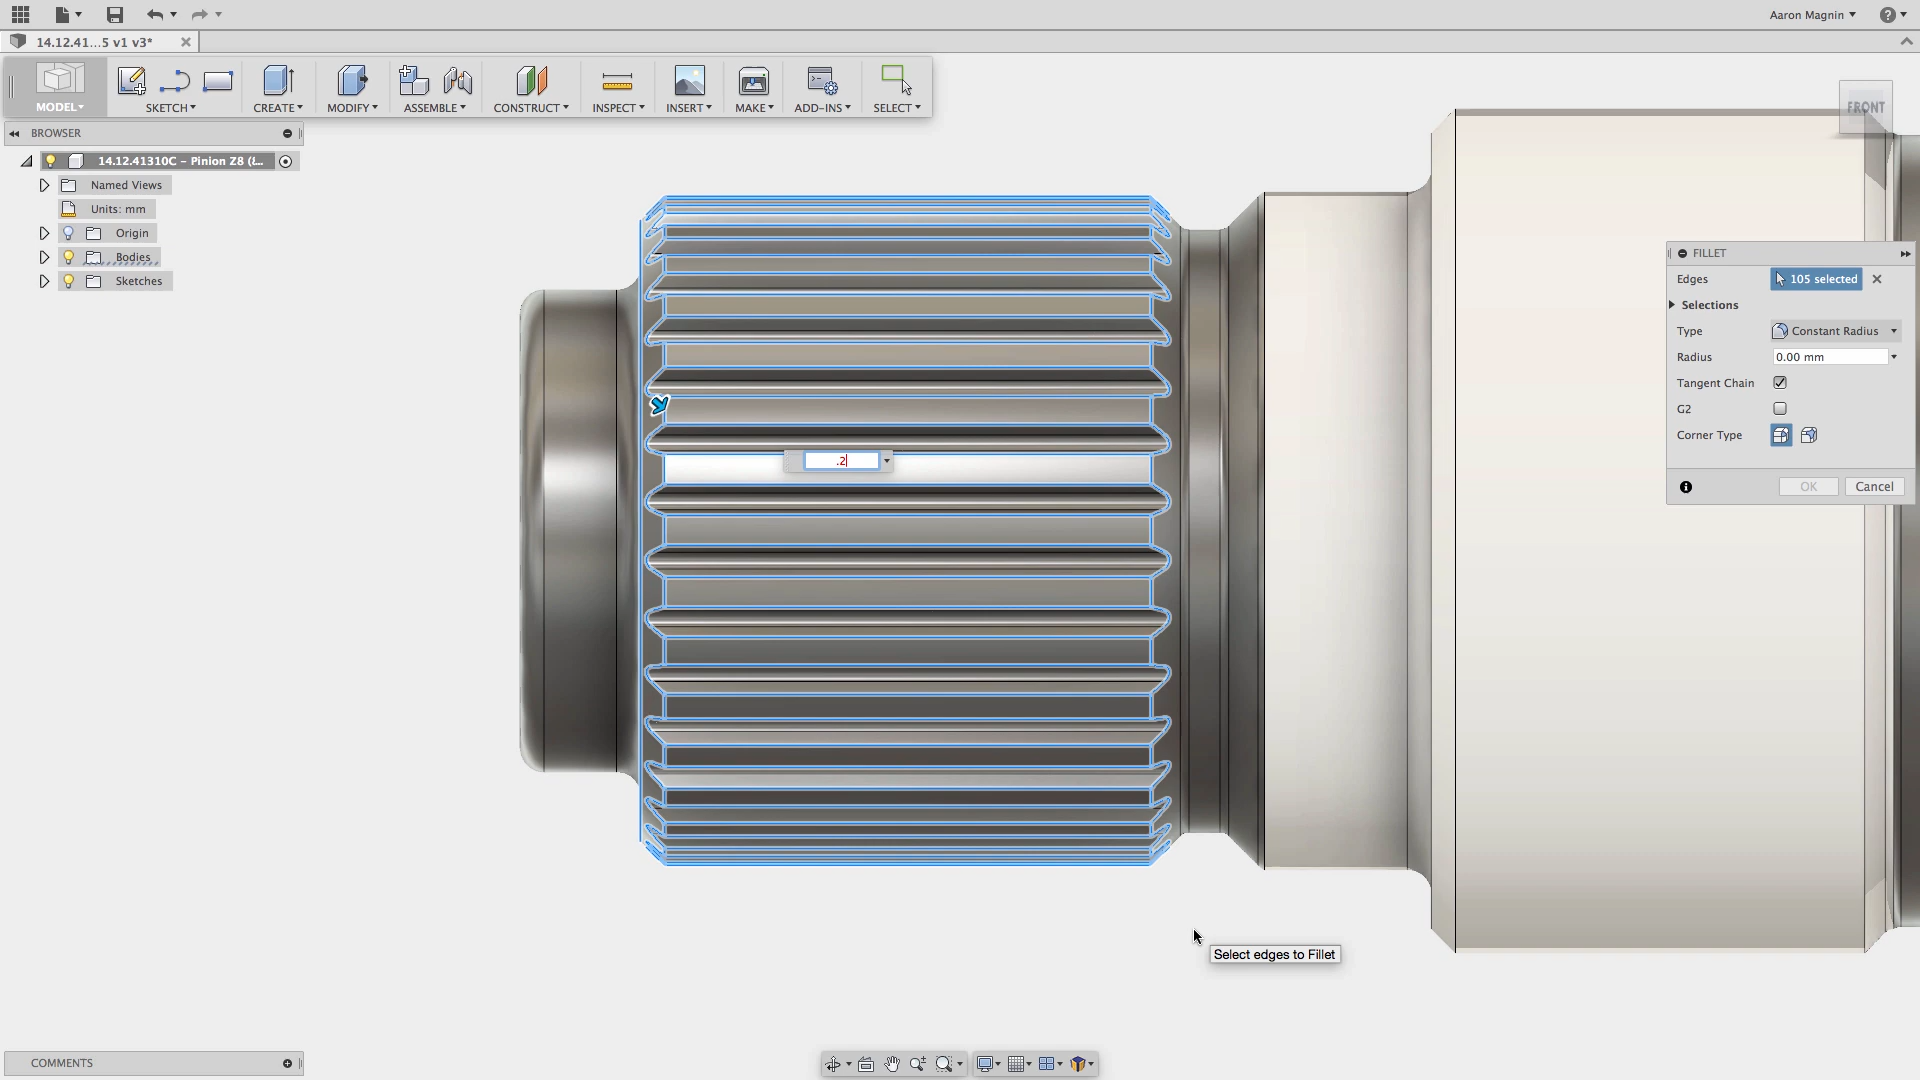 Aaron Magnin
14.12.41...5 v1 v3*
MODEL
SKETCH
CREATE
MODIFY
ASSEMBLE
CONSTRUCT
INSPECT
INSERT
MAKE
ADD-INS
SELECT
FRONT
BROWSER
14.12.41310C - Pinion Z8 (l...
Named Views
Units: mm
Origin
Bodies
Sketches
FILLET
Edges 105 selected
Selections
Type Constant Radius
Radius 0.00 mm
Tangent Chain
G2
Corner Type
OK Cancel
.2
Select edges to Fillet
COMMENTS